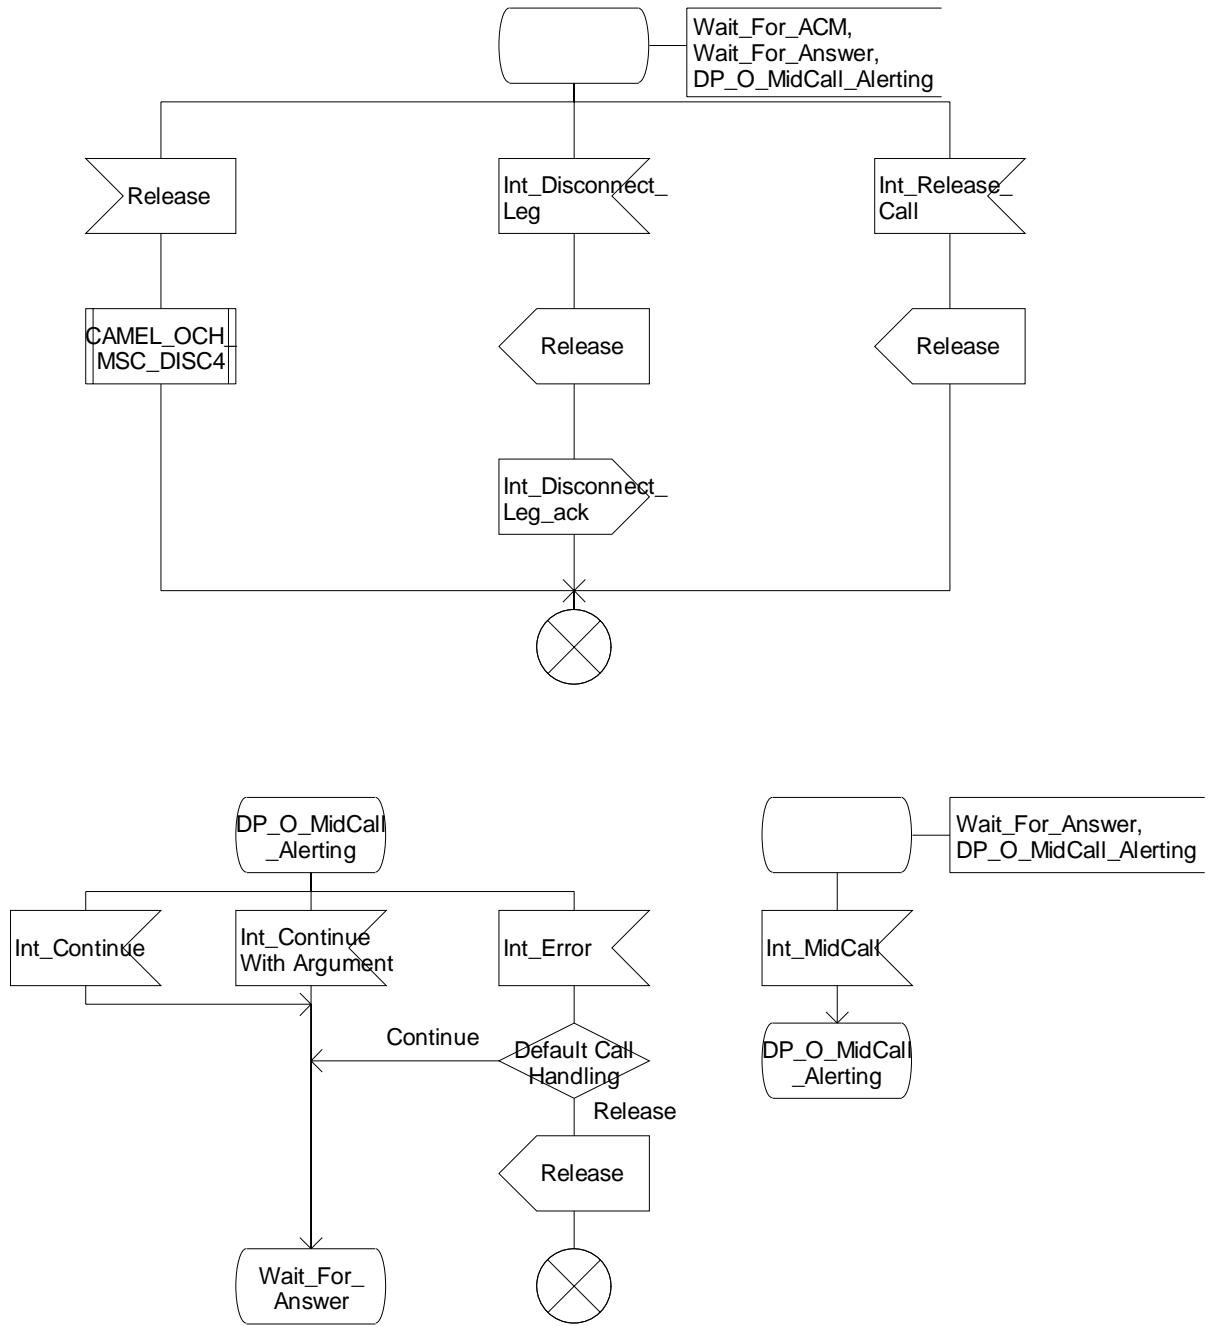 Wait_For_ACM,
Wait_For_Answer,
DP_O_MidCall_Alerting
Release
Int_Disconnect_
Leg
Int_Release_
Call
CAMEL_OCH_
MSC_DISC4
Release
Release
Int_Disconnect_
Leg_ack
DP_O_MidCall
_Alerting
Wait_For_Answer,
DP_O_MidCall_Alerting
Int_Continue
Int_Continue
With Argument
Int_Error
Int_MidCall
Continue
Default Call
Handling
DP_O_MidCall
_Alerting
Release
Release
Wait_For_
Answer